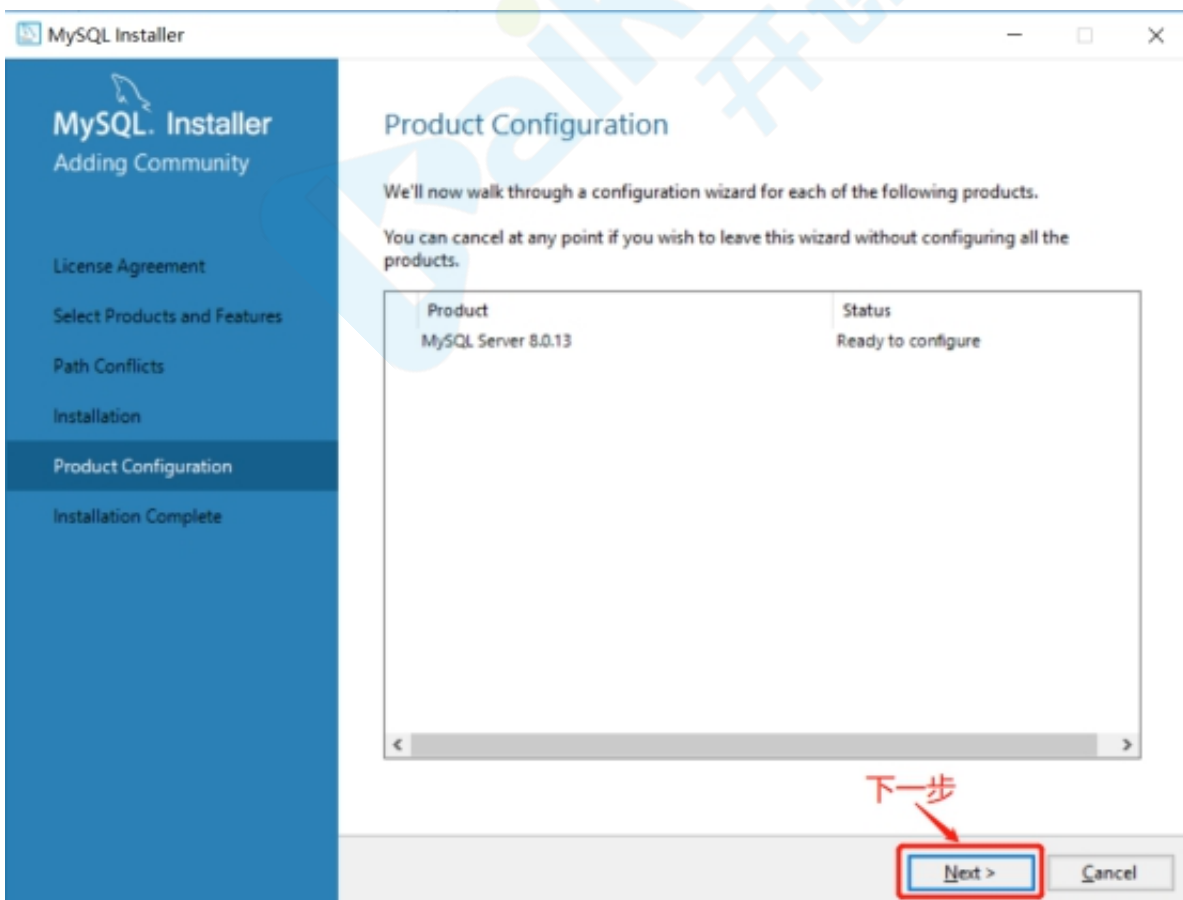 MySQL Installer
MySQL. Installer
Adding Community
License Agreement
Select Products and Features
Path Conflicts
Installation
Product Configuration
Installation Complete
Product Configuration
We'll now walk through a configuration wizard for each of the following products.
You can cancel at any point if you wish to leave this wizard without configuring all the
products.
Product Status
MySQL Server 8.0.13 Ready to configure
下一步
Next > Cancel